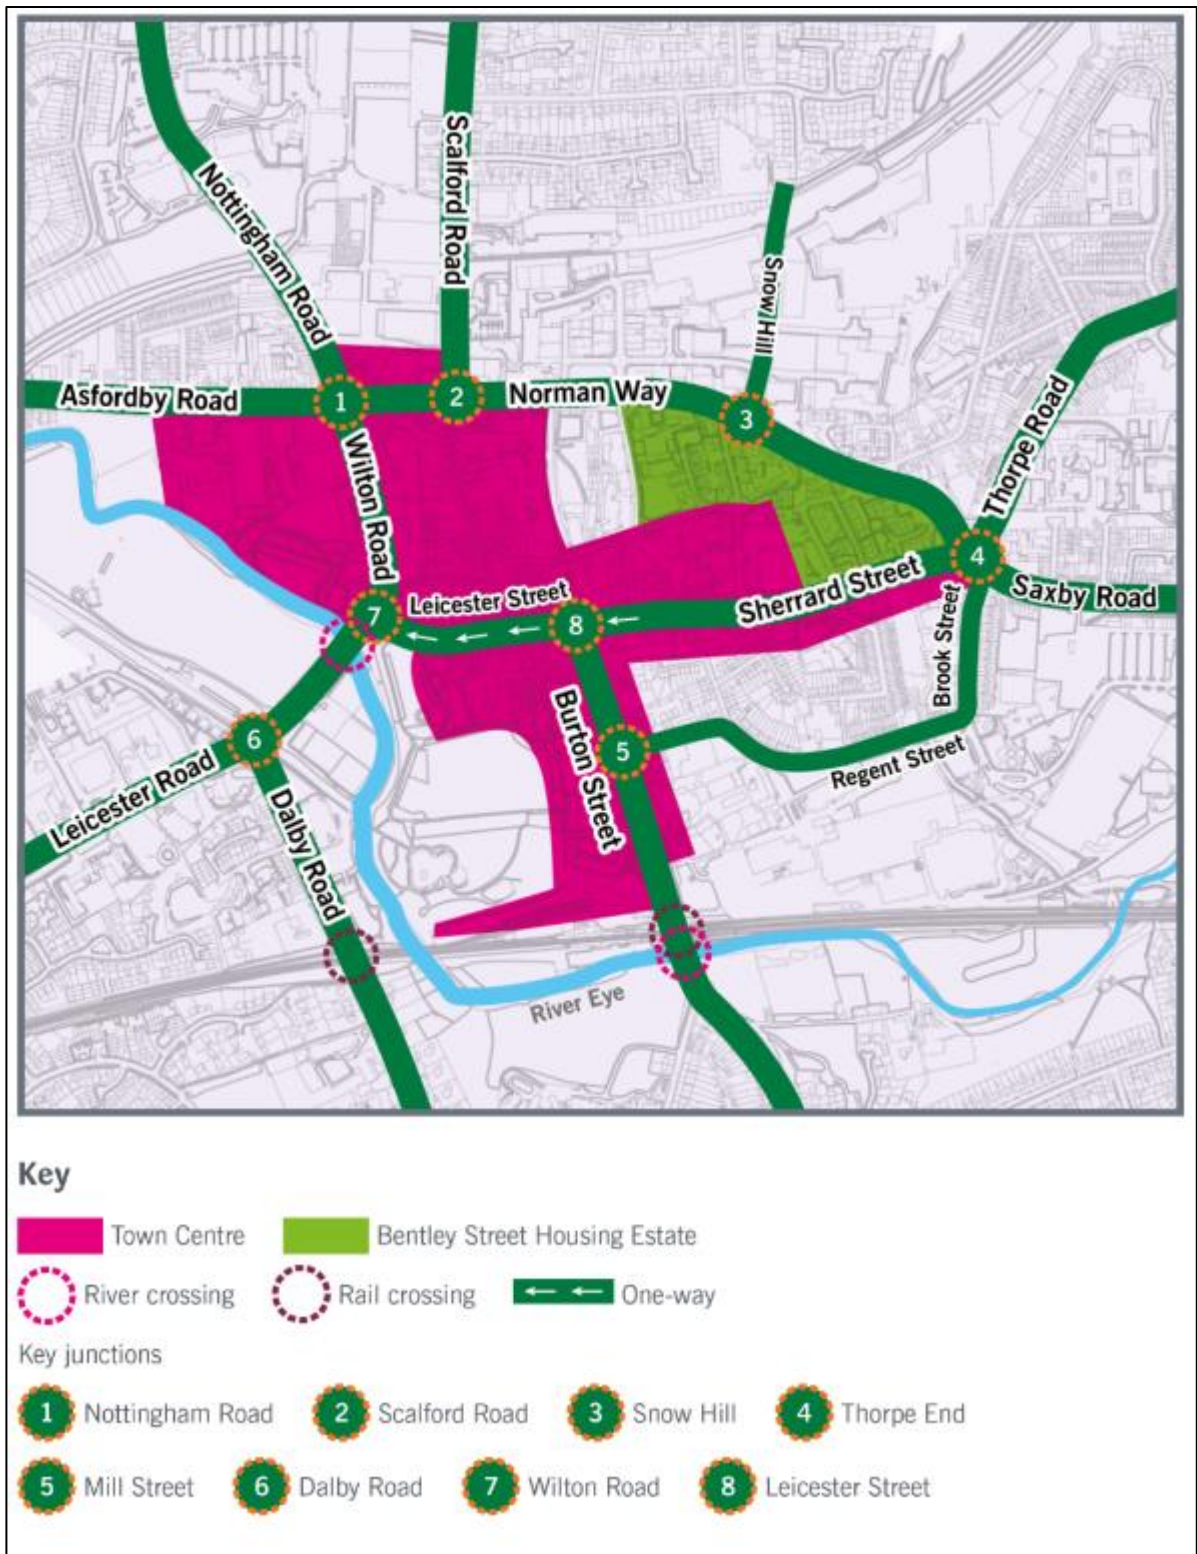 Scalford Road
Nottingham Road
Snow Hill
Asfordby Road
1
2
Norman Way
3
Thorpe Road
Wilton Road
4
Leicester Street
Sherrard Street
Saxby Road
7
8
Brook Street
Burton Street
5
6
Regent Street
Leicester Road
Dalby Road
River Eye
Key
Town Centre
Bentley Street Housing Estate
River crossing
Rail crossing
One-way
Key junctions
1 Nottingham Road
2 Scalford Road
3 Snow Hill
4 Thorpe End
5 Mill Street
6 Dalby Road
7 Wilton Road
8 Leicester Street